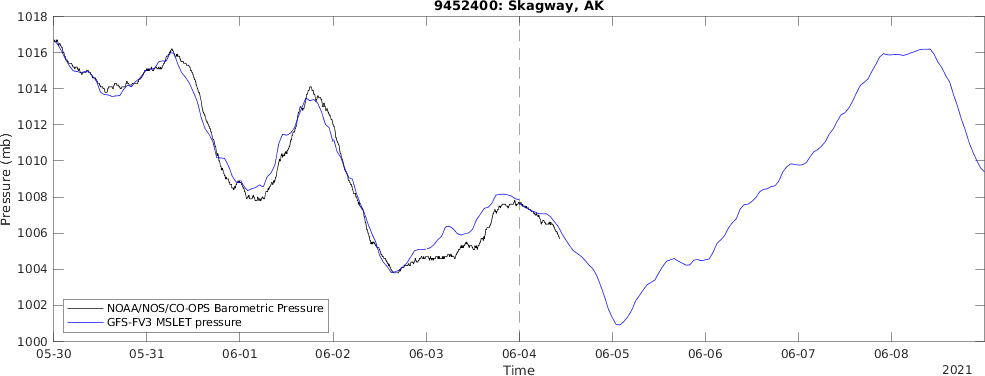 9452400: Skagway, AK
1018
1016
1014
1012
1010
1008
1006
1004
1002
1000
Pressure (mb)
NOAA/NOS/CO-OPS Barometric Pressure
GFS-FV3 MSLET pressure
05-30 05-31 06-01 06-02 06-03 06-04 06-05 06-06 06-07 06-08
Time
2021